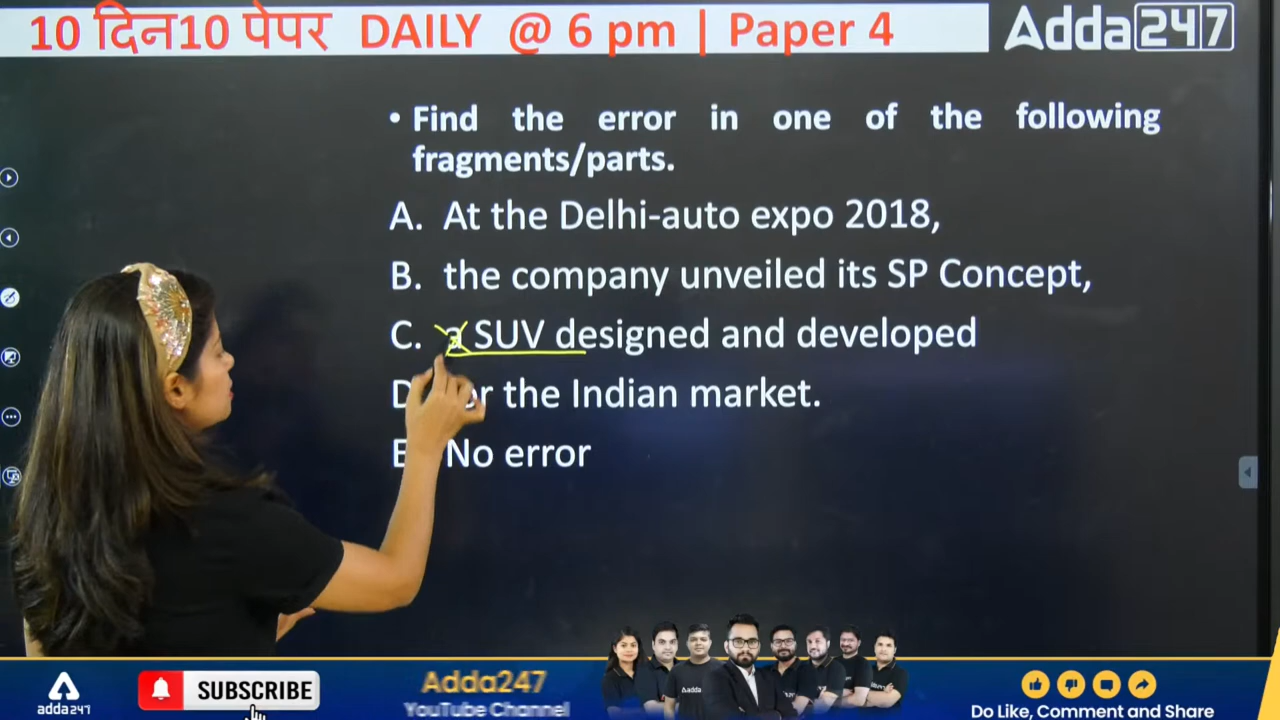 10 दिन10 पेपर DAILY @ 6 pm | Paper 4
Adda247
• Find the error in one of the following
fragments/parts.
A. At the Delhi-auto expo 2018,
B. the company unveiled its SP Concept,
C. a SUV designed and developed
D. for the Indian market.
E. No error
adda247
SUBSCRIBE
Adda247
YouTube Channel
Adda247
Do Like, Comment and Share